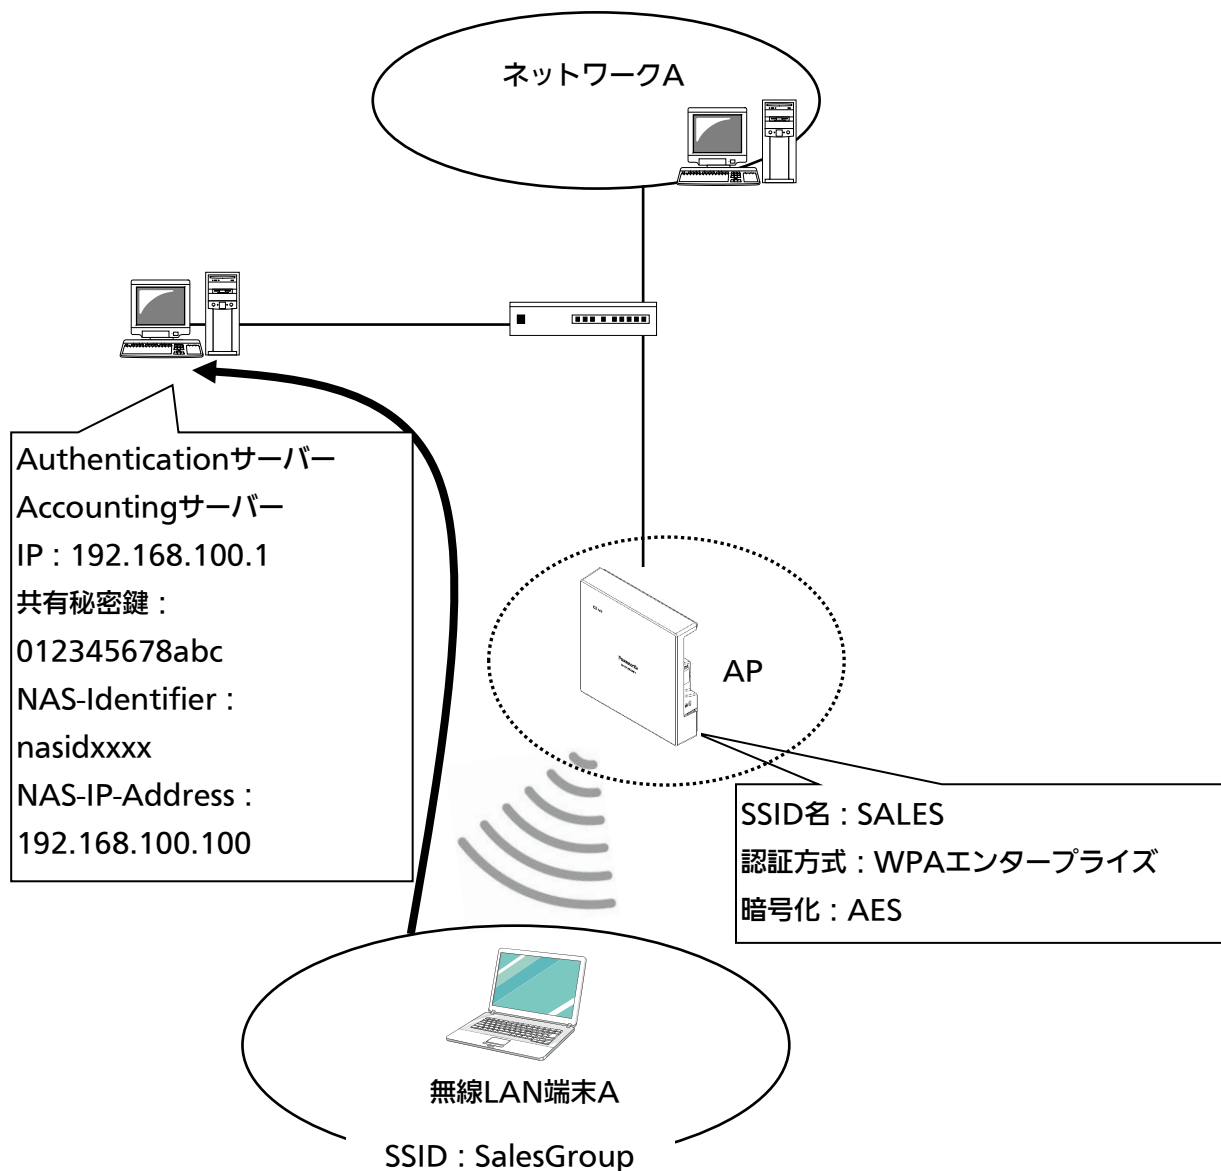 ネットワークA
Authenticationサーバー
Accountingサーバー
IP : 192.168.100.1
共有秘密鍵 :
012345678abc
NAS-Identifier :
nasidxxxx
NAS-IP-Address :
192.168.100.100
Panasonic
AP
SSID名 : SALES
認証方式 : WPAエンタープライズ
暗号化 : AES
無線LAN端末A
SSID : SalesGroup